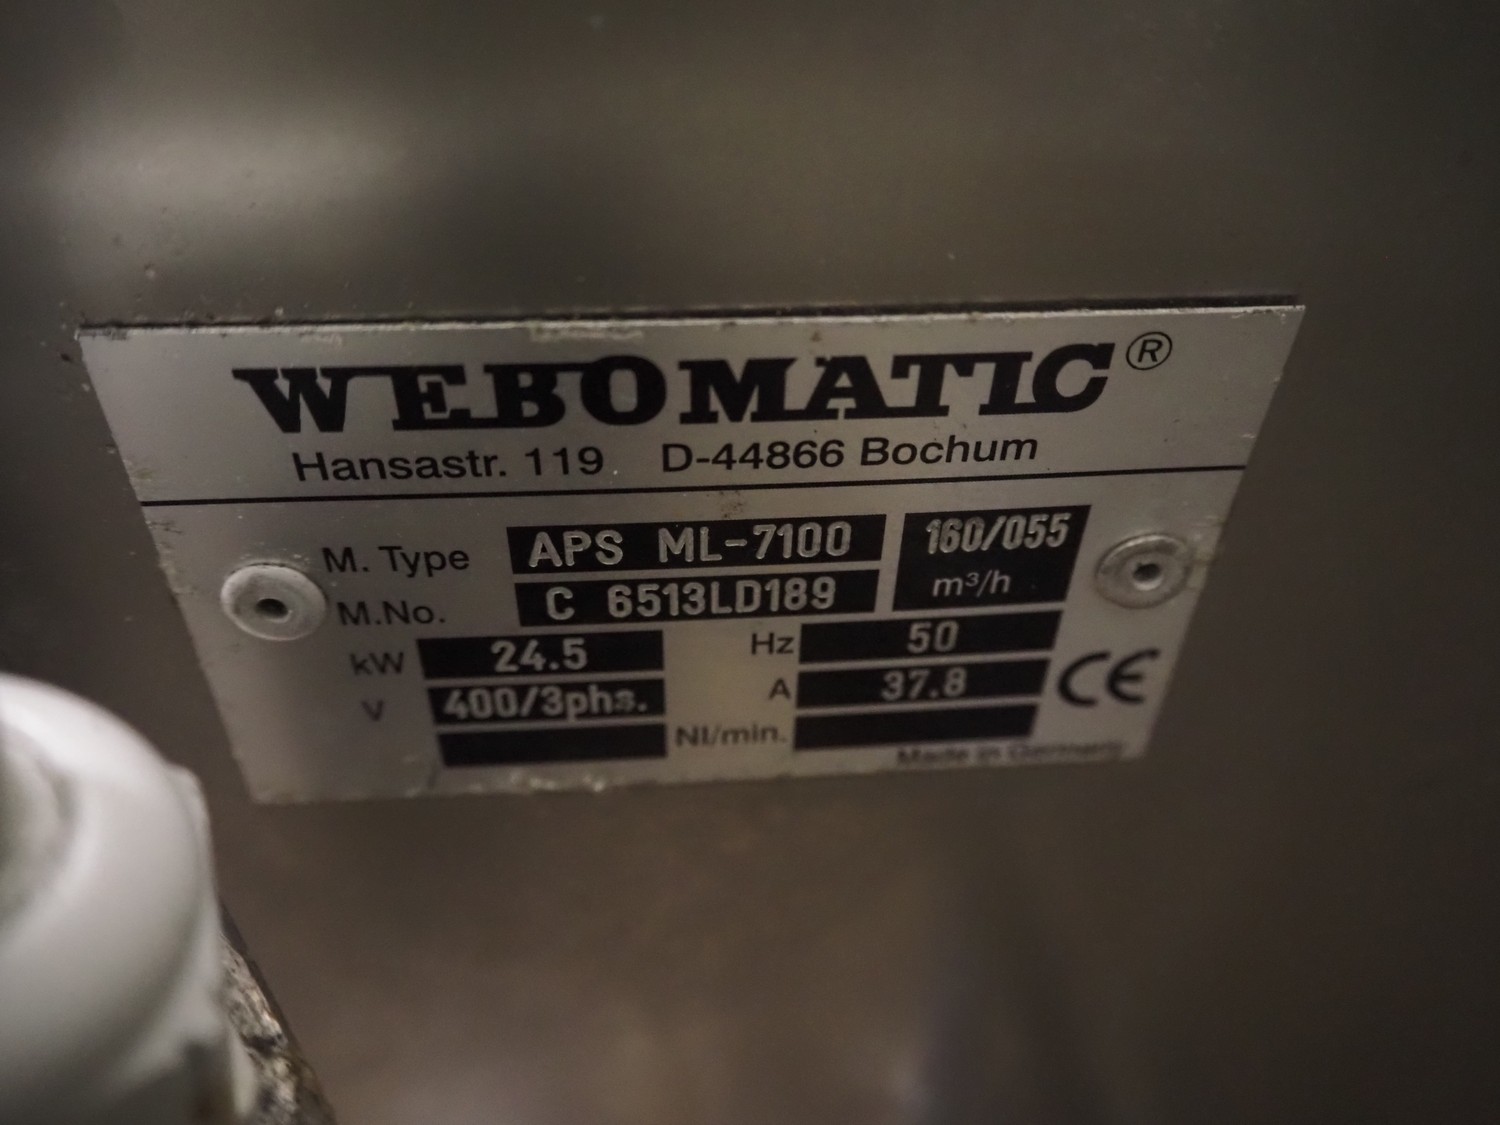 WEBOMATIC®
Hansastr. 119 D-44866 Bochum
M. Type APS ML-7100 160/055
M.No. C 6513LD189 m³/h
kW 24.5 Hz 50
V 400/3phs. A 37.8 CE
Nl/min.
Made in Germany